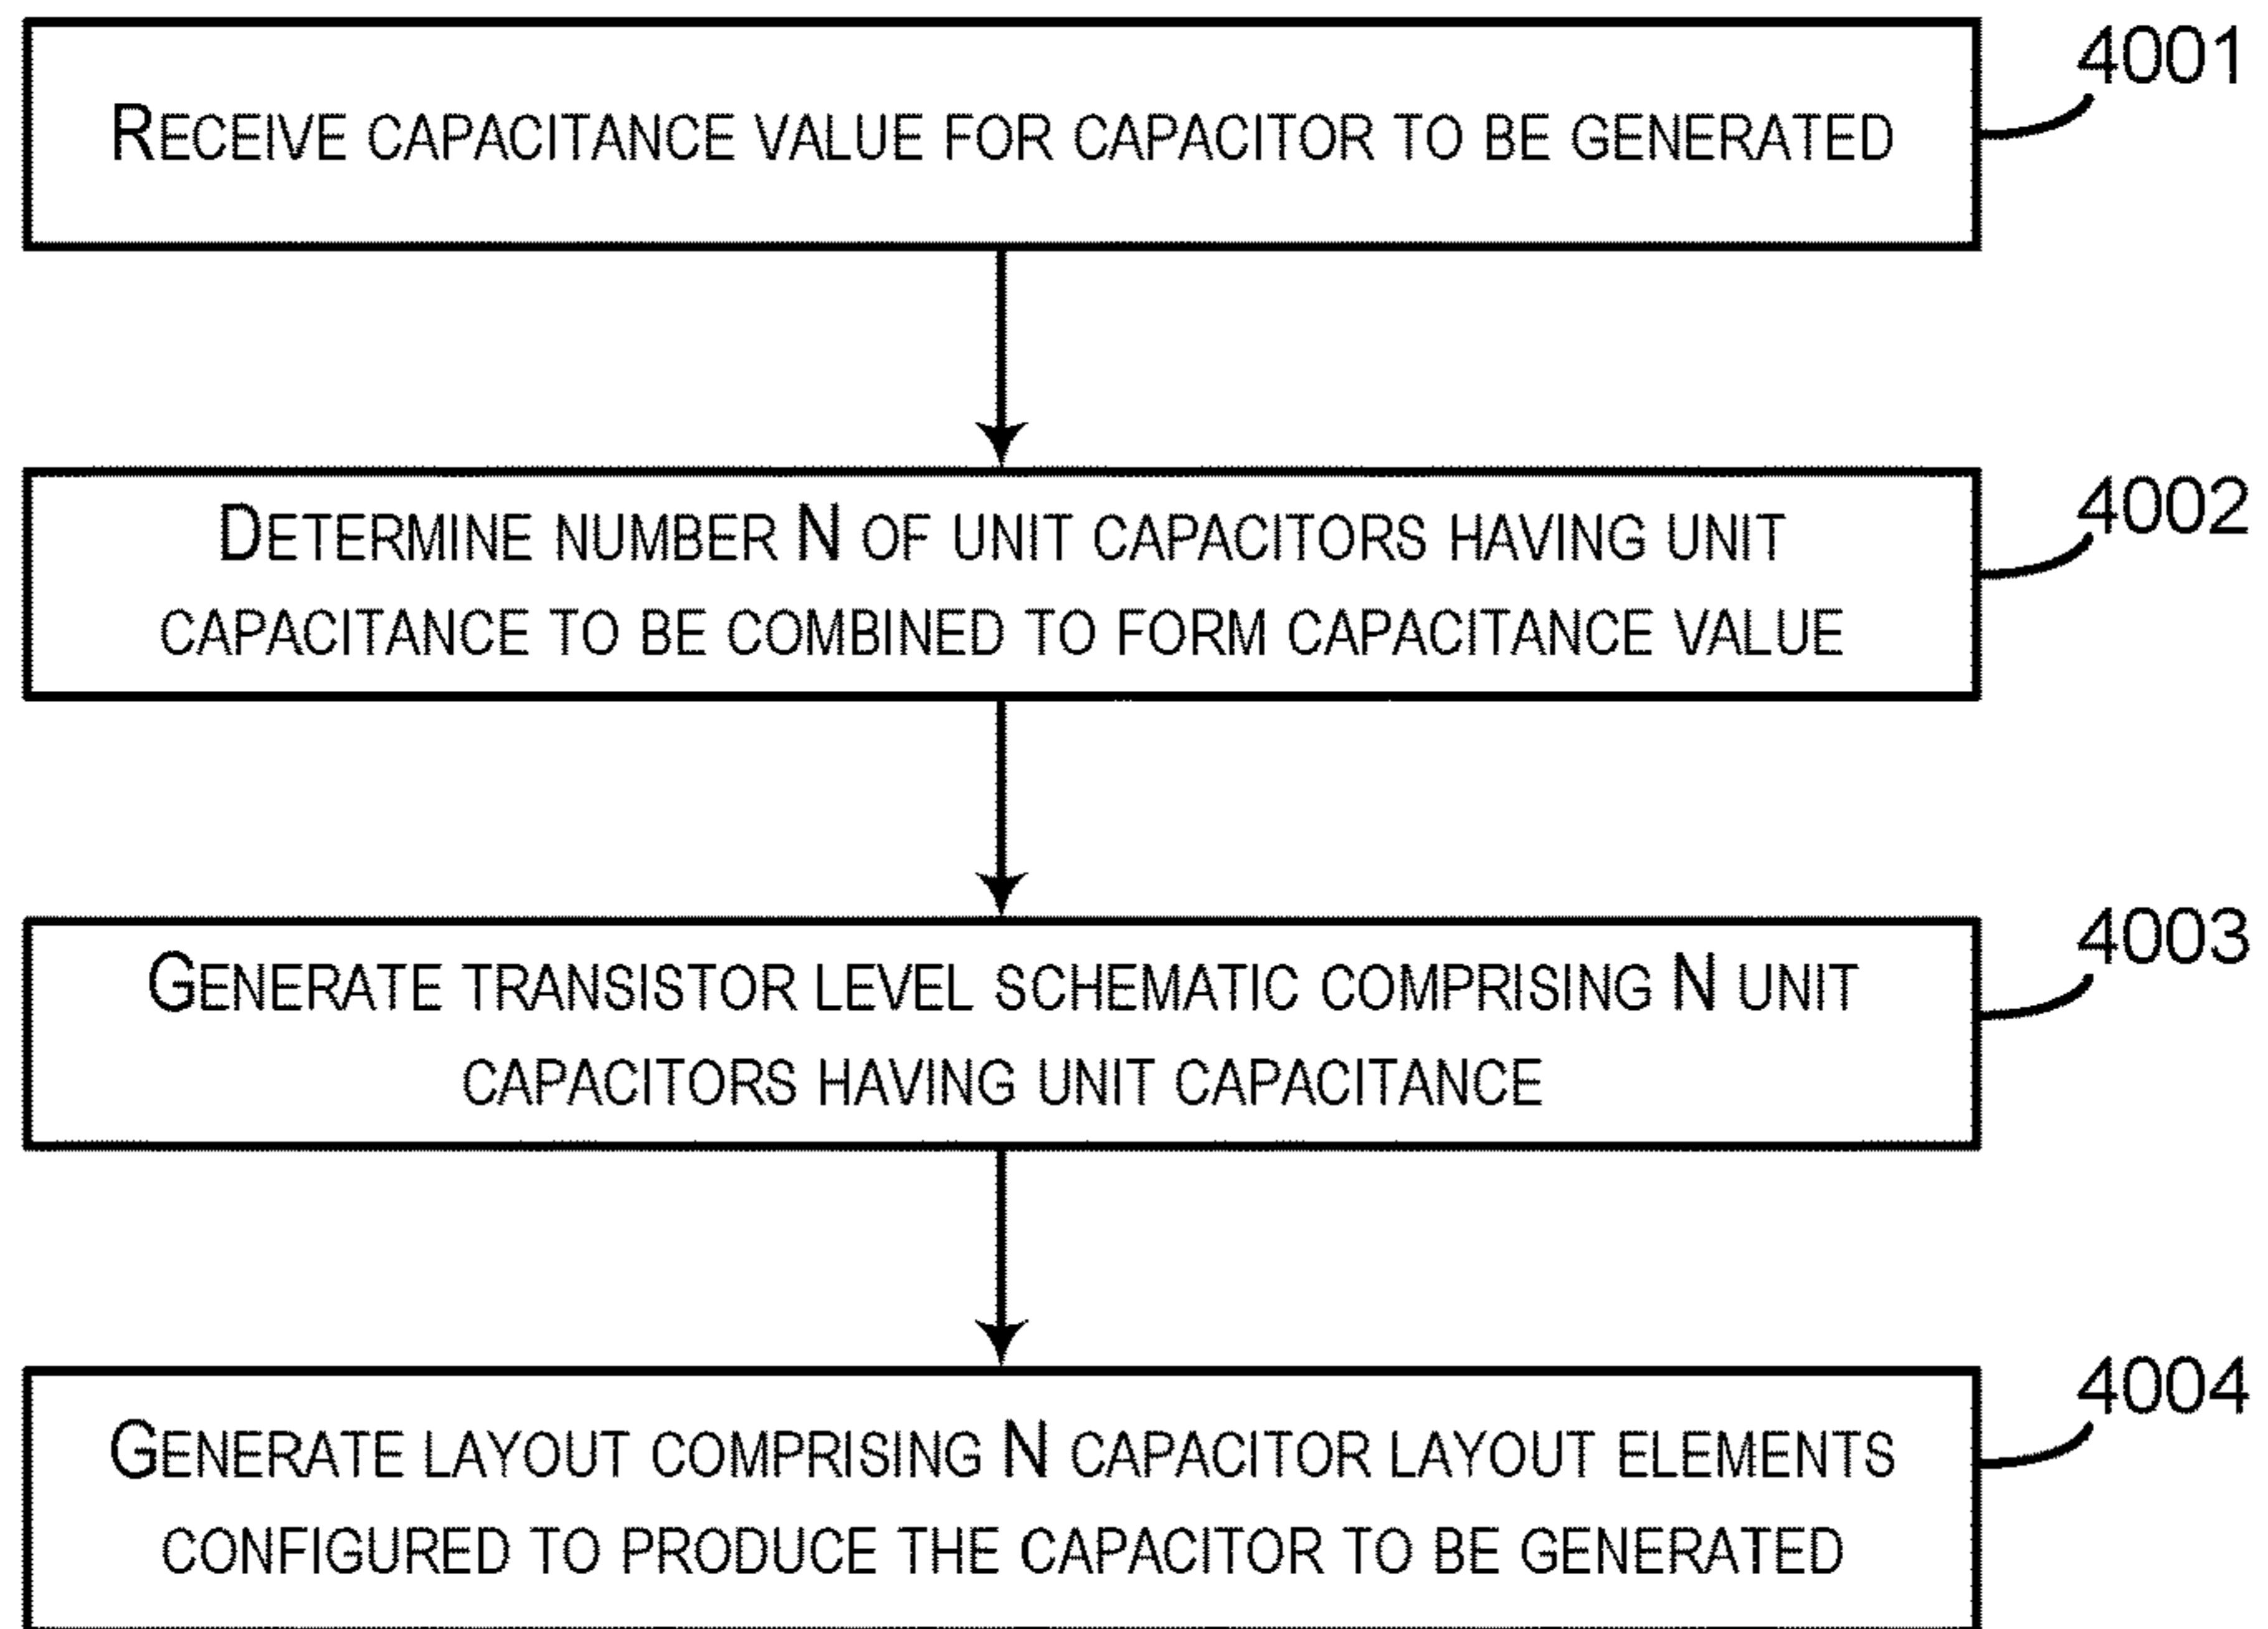 RECEIVE CAPACITANCE VALUE FOR CAPACITOR TO BE GENERATED
4001
DETERMINE NUMBER N OF UNIT CAPACITORS HAVING UNIT
CAPACITANCE TO BE COMBINED TO FORM CAPACITANCE VALUE
4002
GENERATE TRANSISTOR LEVEL SCHEMATIC COMPRISING N UNIT
CAPACITORS HAVING UNIT CAPACITANCE
4003
GENERATE LAYOUT COMPRISING N CAPACITOR LAYOUT ELEMENTS
CONFIGURED TO PRODUCE THE CAPACITOR TO BE GENERATED
4004